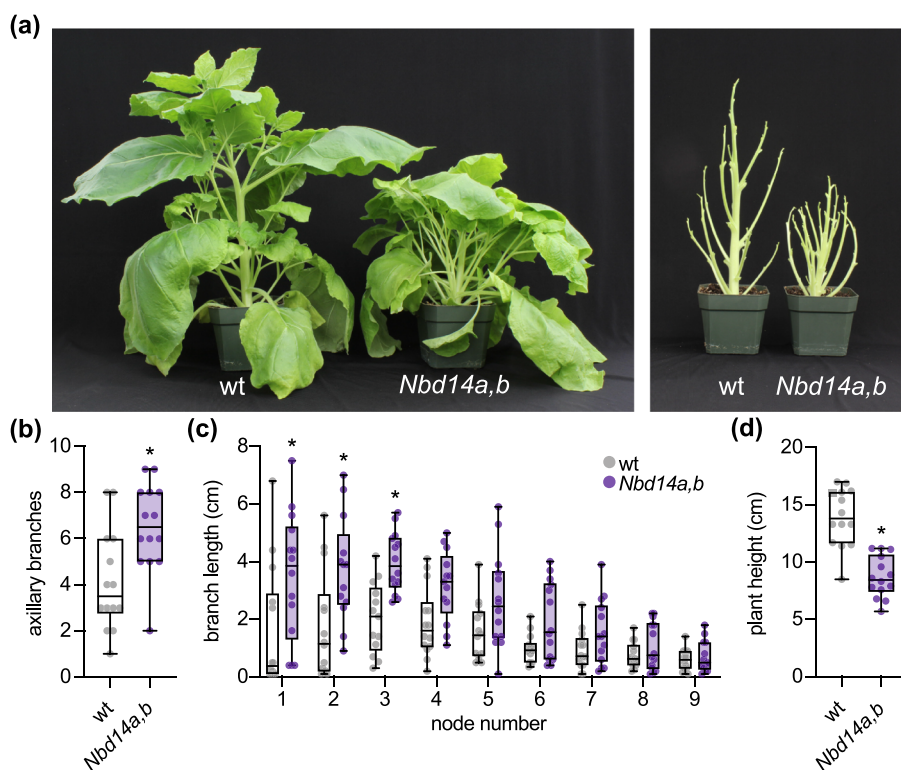 (a)
wt
Nbd14a,b
wt
Nbd14a,b
(b)
axillary branches
10
8
6
4
2
0
*
wt
Nbd14a,b
(c)
branch length (cm)
8
6
4
2
0
*
*
*
wt
Nbd14a,b
1 2 3 4 5 6 7 8 9
node number
(d)
plant height (cm)
20
15
10
5
0
*
wt
Nbd14a,b